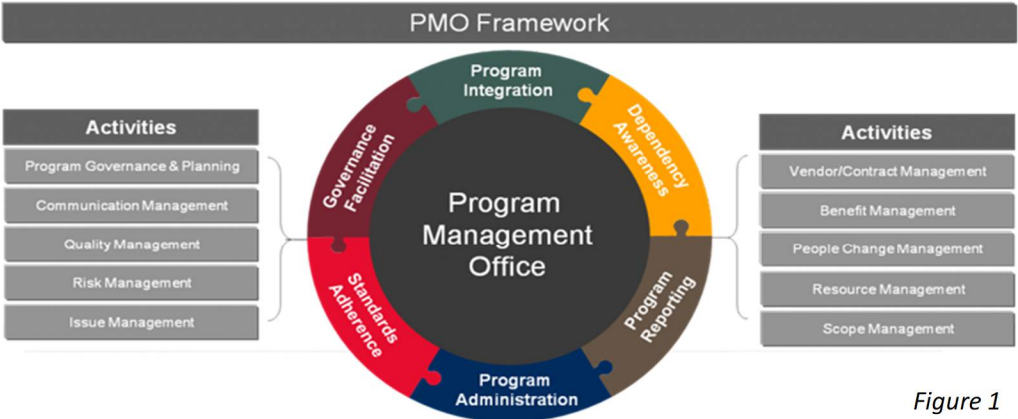 PMO Framework
Activities
Program Governance & Planning
Communication Management
Quality Management
Risk Management
Issue Management
Program
Integration
Dependency
Awareness
Program
Reporting
Program
Administration
Standards
Adherence
Governance
Facilitation
Program
Management
Office
Activities
Vendor/Contract Management
Benefit Management
People Change Management
Resource Management
Scope Management
Figure 1